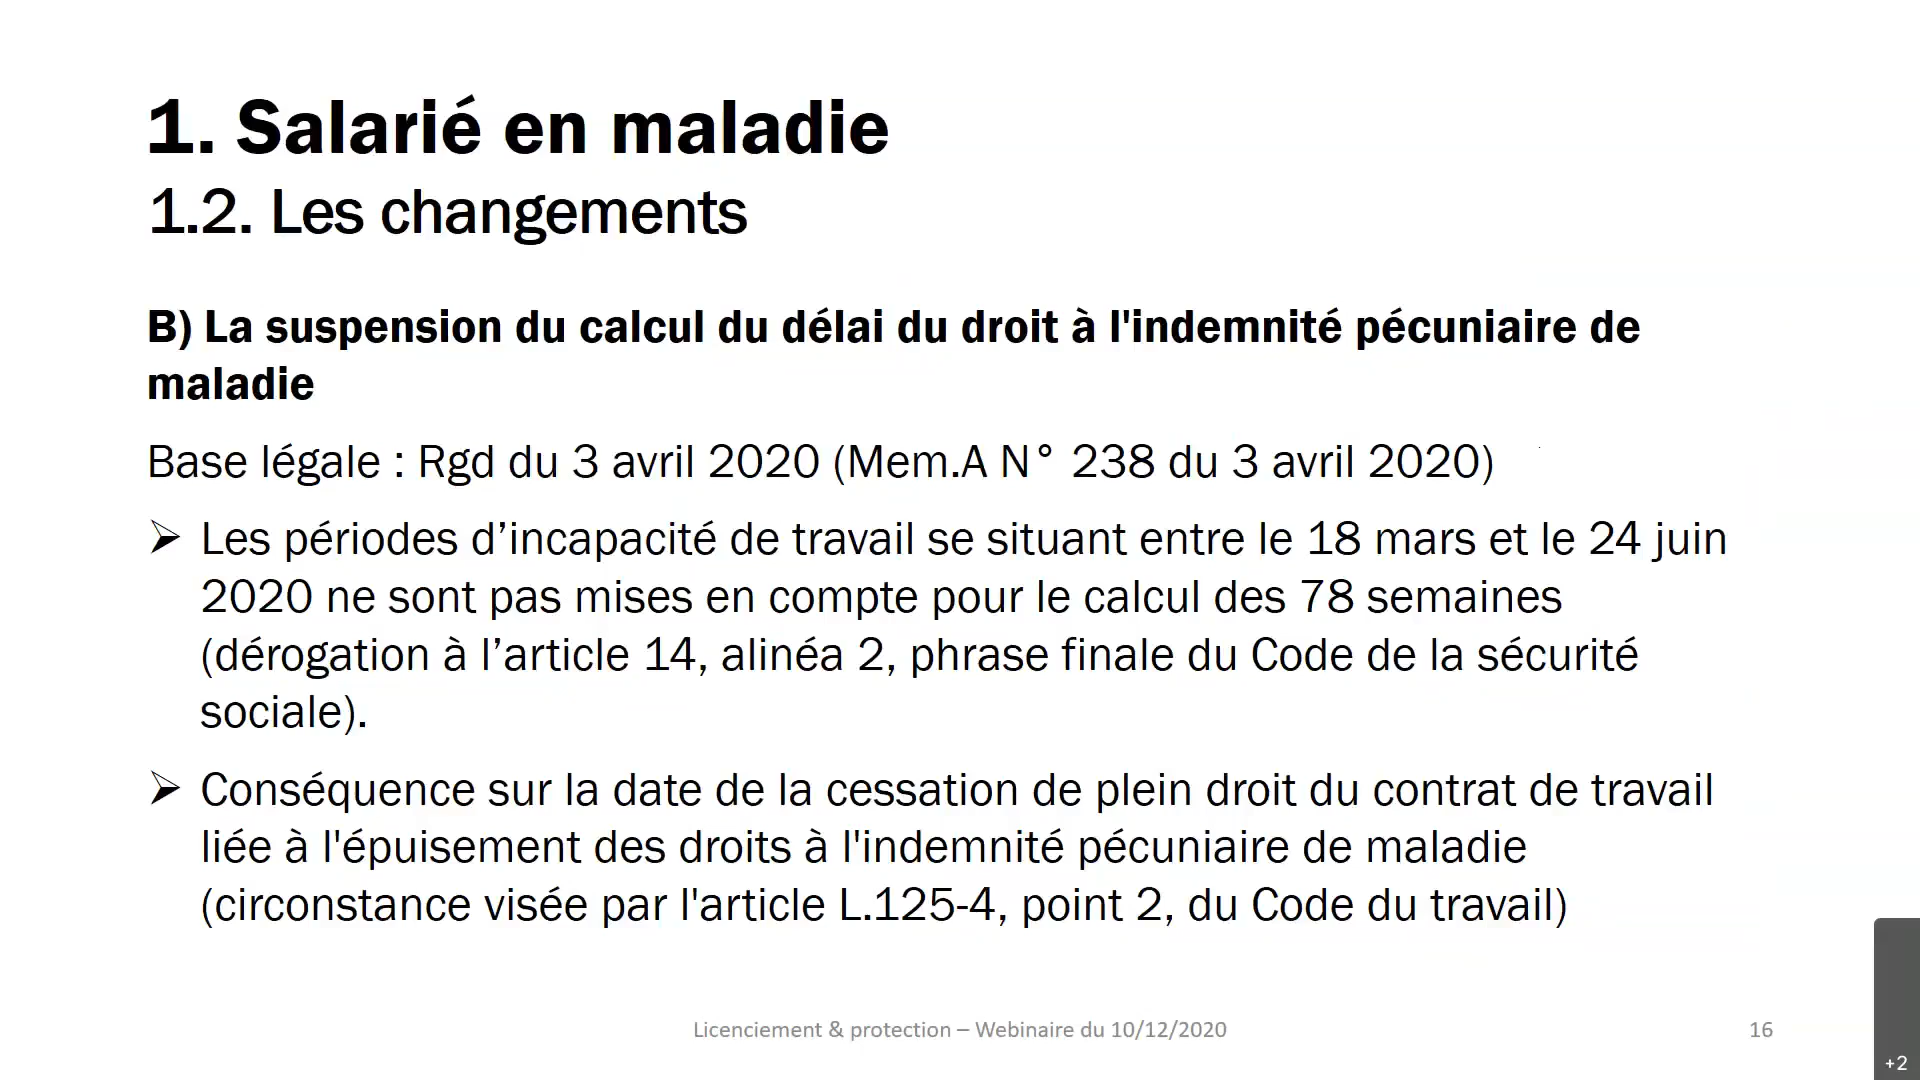 1. Salarié en maladie
1.2. Les changements
B) La suspension du calcul du délai du droit à l'indemnité pécuniaire de
maladie
Base légale : Rgd du 3 avril 2020 (Mem.A N° 238 du 3 avril 2020)
➢ Les périodes d’incapacité de travail se situant entre le 18 mars et le 24 juin
2020 ne sont pas mises en compte pour le calcul des 78 semaines
(dérogation à l’article 14, alinéa 2, phrase finale du Code de la sécurité
sociale).
➢ Conséquence sur la date de la cessation de plein droit du contrat de travail
liée à l'épuisement des droits à l'indemnité pécuniaire de maladie
(circonstance visée par l'article L.125-4, point 2, du Code du travail)
Licenciement & protection – Webinaire du 10/12/2020
16
+2